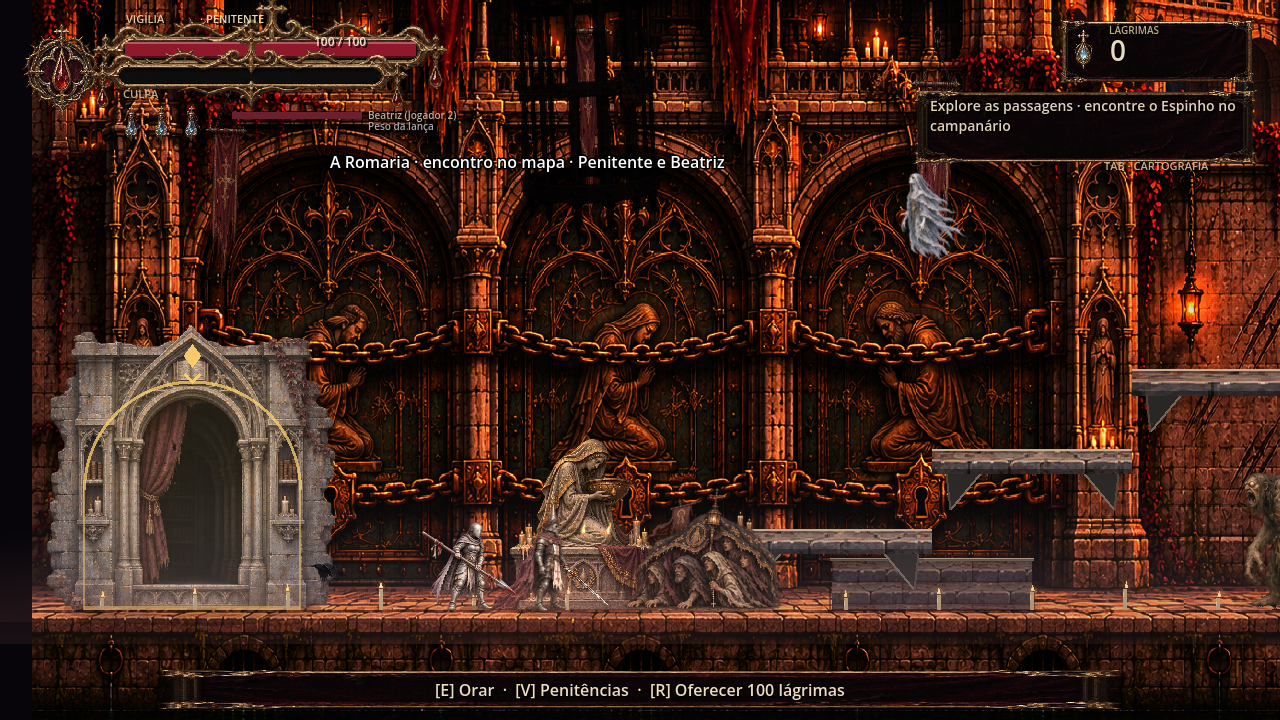 VIGÍLIA
PENITENTE
100 / 100
CULPA
Beatriz (Jogador 2)
Peso da lança
LÁGRIMAS
0
Explore as passagens · encontre o Espinho no
campanário
TAB · CARTOGRAFIA
A Romaria · encontro no mapa · Penitente e Beatriz
[E] Orar · [V] Penitências · [R] Oferecer 100 lágrimas